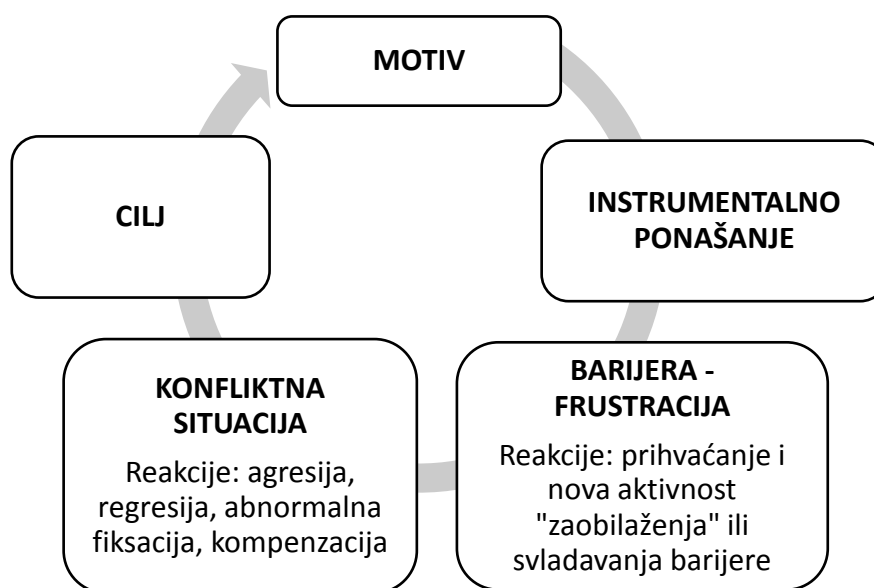 MOTIV
INSTRUMENTALNO
PONAŠANJE
BARIJERA -
FRUSTRACIJA
Reakcije: prihvaćanje i
nova aktivnost
"zaobilaženja" ili
svladavanja barijere
KONFLIKTNA
SITUACIJA
Reakcije: agresija,
regresija, abnormalna
fiksacija, kompenzacija
CILJ